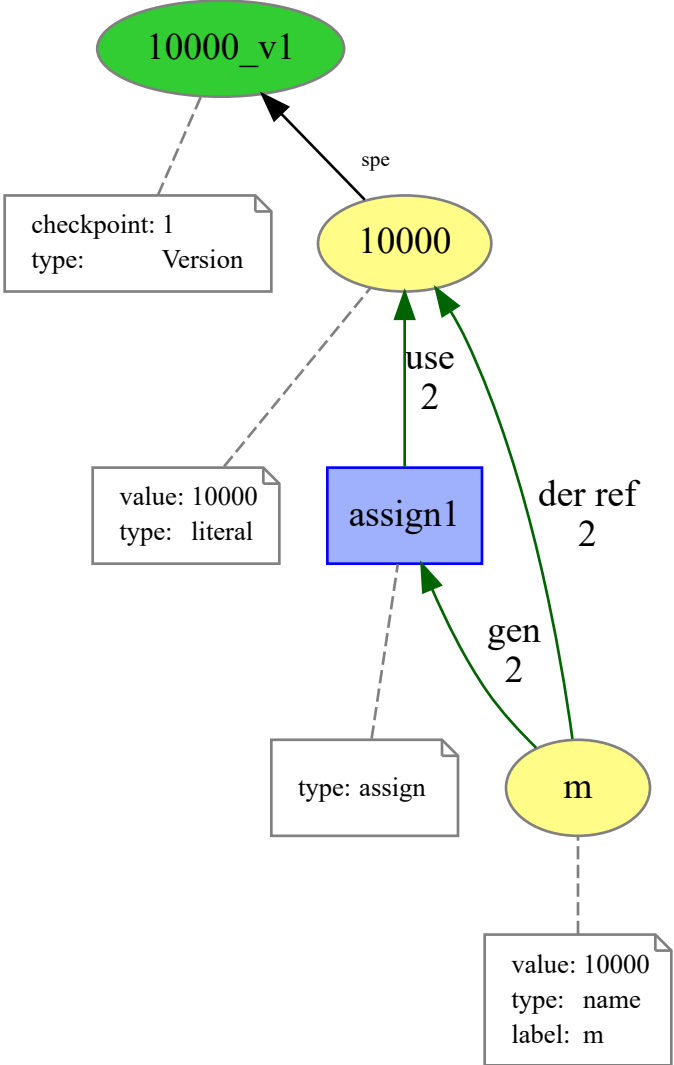 10000_v1
spe
checkpoint: 1
type: Version
10000
use
2
value: 10000
type: literal
assign1
der ref
2
gen
2
type: assign
m
value: 10000
type: name
label: m